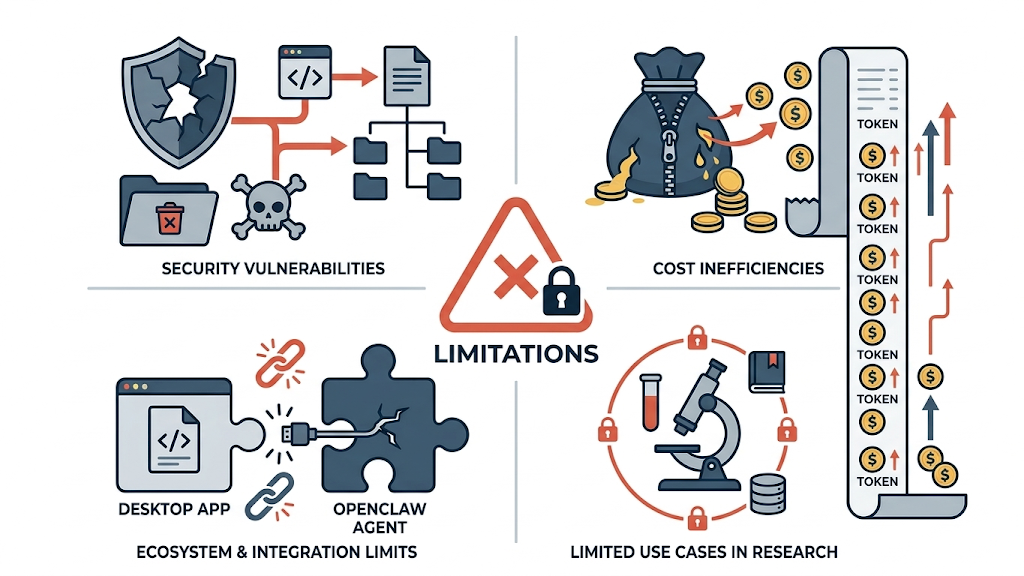 </>
SECURITY VULNERABILITIES
COST INEFFICIENCIES
TOKEN
$
TOKEN
$
TOKEN
$
TOKEN
$
$
TOKEN
$
TOKEN
$
$
TOKEN
$
$
$
$
$
$
$
$
LIMITATIONS
</>
DESKTOP APP
OPENCLAW
AGENT
ECOSYSTEM & INTEGRATION LIMITS
LIMITED USE CASES IN RESEARCH